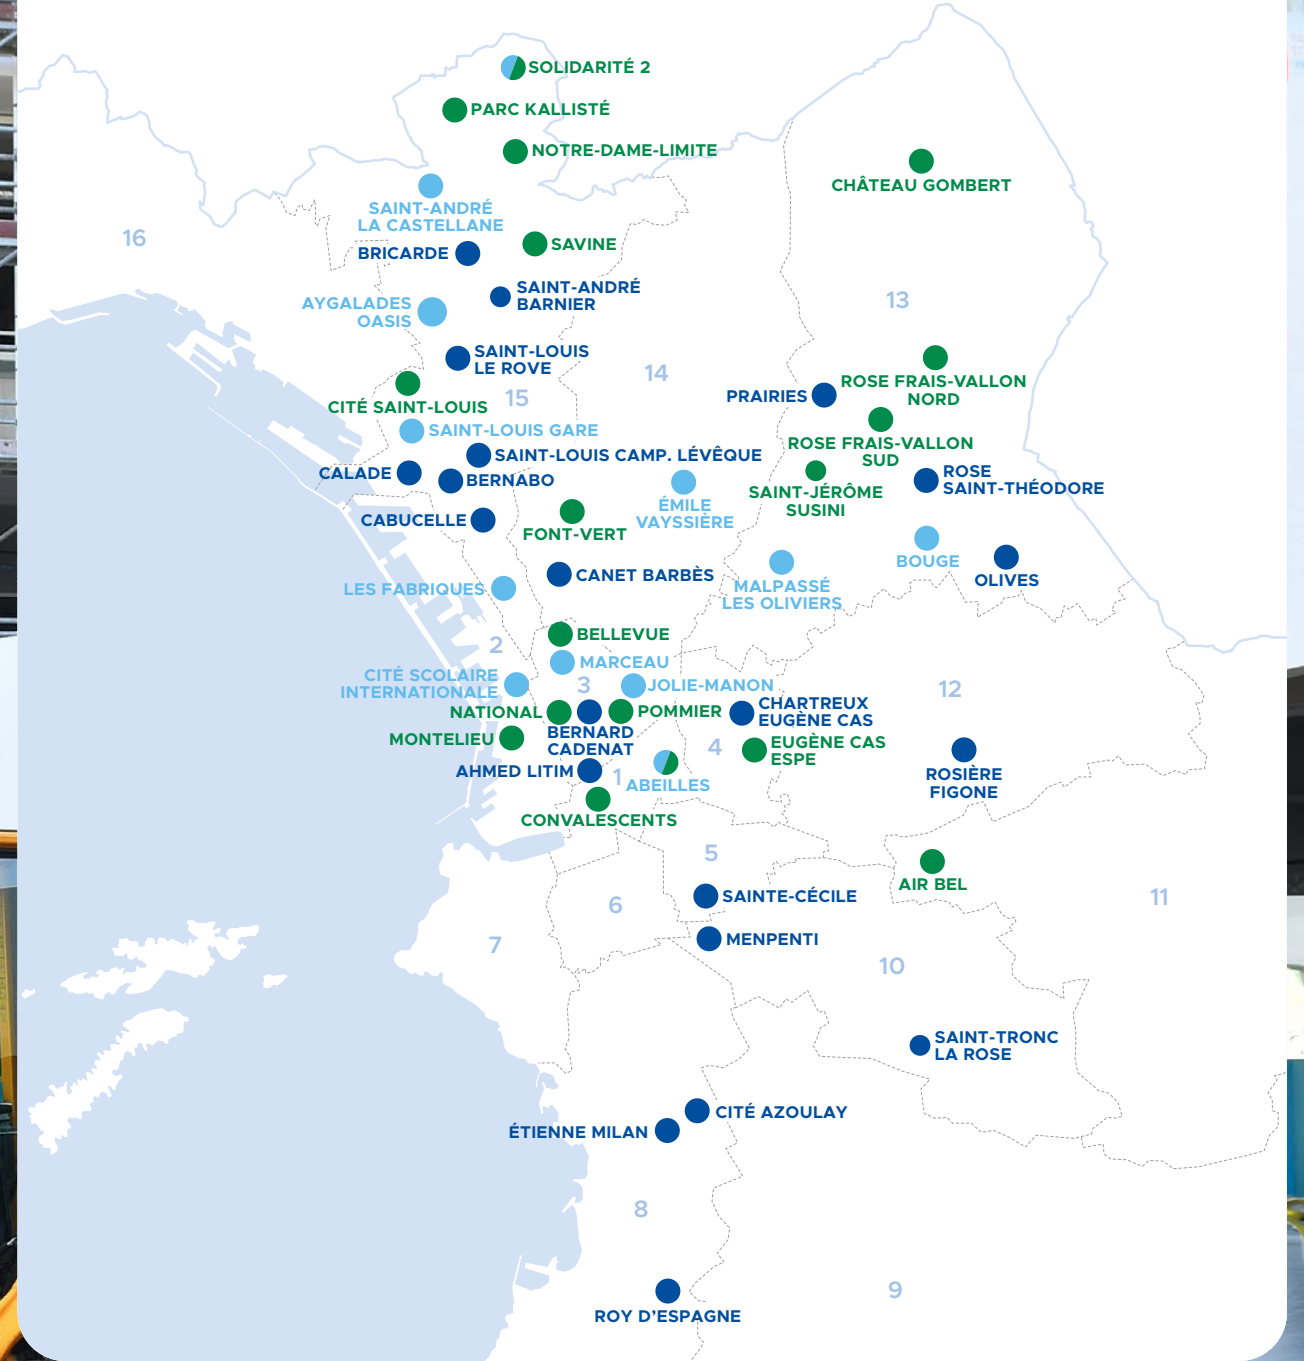 SOLIDARITÉ 2
PARC KALLISTÉ
NOTRE-DAME-LIMITE
CHÂTEAU GOMBERT
SAINT-ANDRÉ
LA CASTELLANE
16
SAVINE
BRICARDE
SAINT-ANDRÉ
BARNIER
13
AYGALADES
OASIS
SAINT-LOUIS
LE ROVE
14
ROSE FRAIS-VALLON
NORD
PRAIRIES
15
CITÉ SAINT-LOUIS
SAINT-LOUIS GARE
ROSE FRAIS-VALLON
SUD
SAINT-LOUIS CAMP. LÉVÊQUE
CALADE
BERNABO
ROSE
SAINT-THÉODORE
SAINT-JÉRÔME
SUSINI
ÉMILE
VAYSSIÈRE
CABUCELLE
FONT-VERT
BOUGE
OLIVES
CANET BARBÈS
MALPASSÉ
LES OLIVIERS
LES FABRIQUES
BELLEVUE
2
MARCEAU
CITÉ SCOLAIRE
INTERNATIONALE
3
JOLIE-MANON
12
NATIONAL
POMMIER
CHARTREUX
EUGÈNE CAS
BERNARD
CADENAT
MONTELIEU
4
EUGÈNE CAS
ESPE
AHMED LITIM
1
ABEILLES
ROSIÈRE
FIGONE
CONVALESCENTS
5
AIR BEL
SAINTE-CÉCILE
11
6
MENPENTI
7
10
SAINT-TRONC
LA ROSE
CITÉ AZOULAY
ÉTIENNE MILAN
8
9
ROY D'ESPAGNE